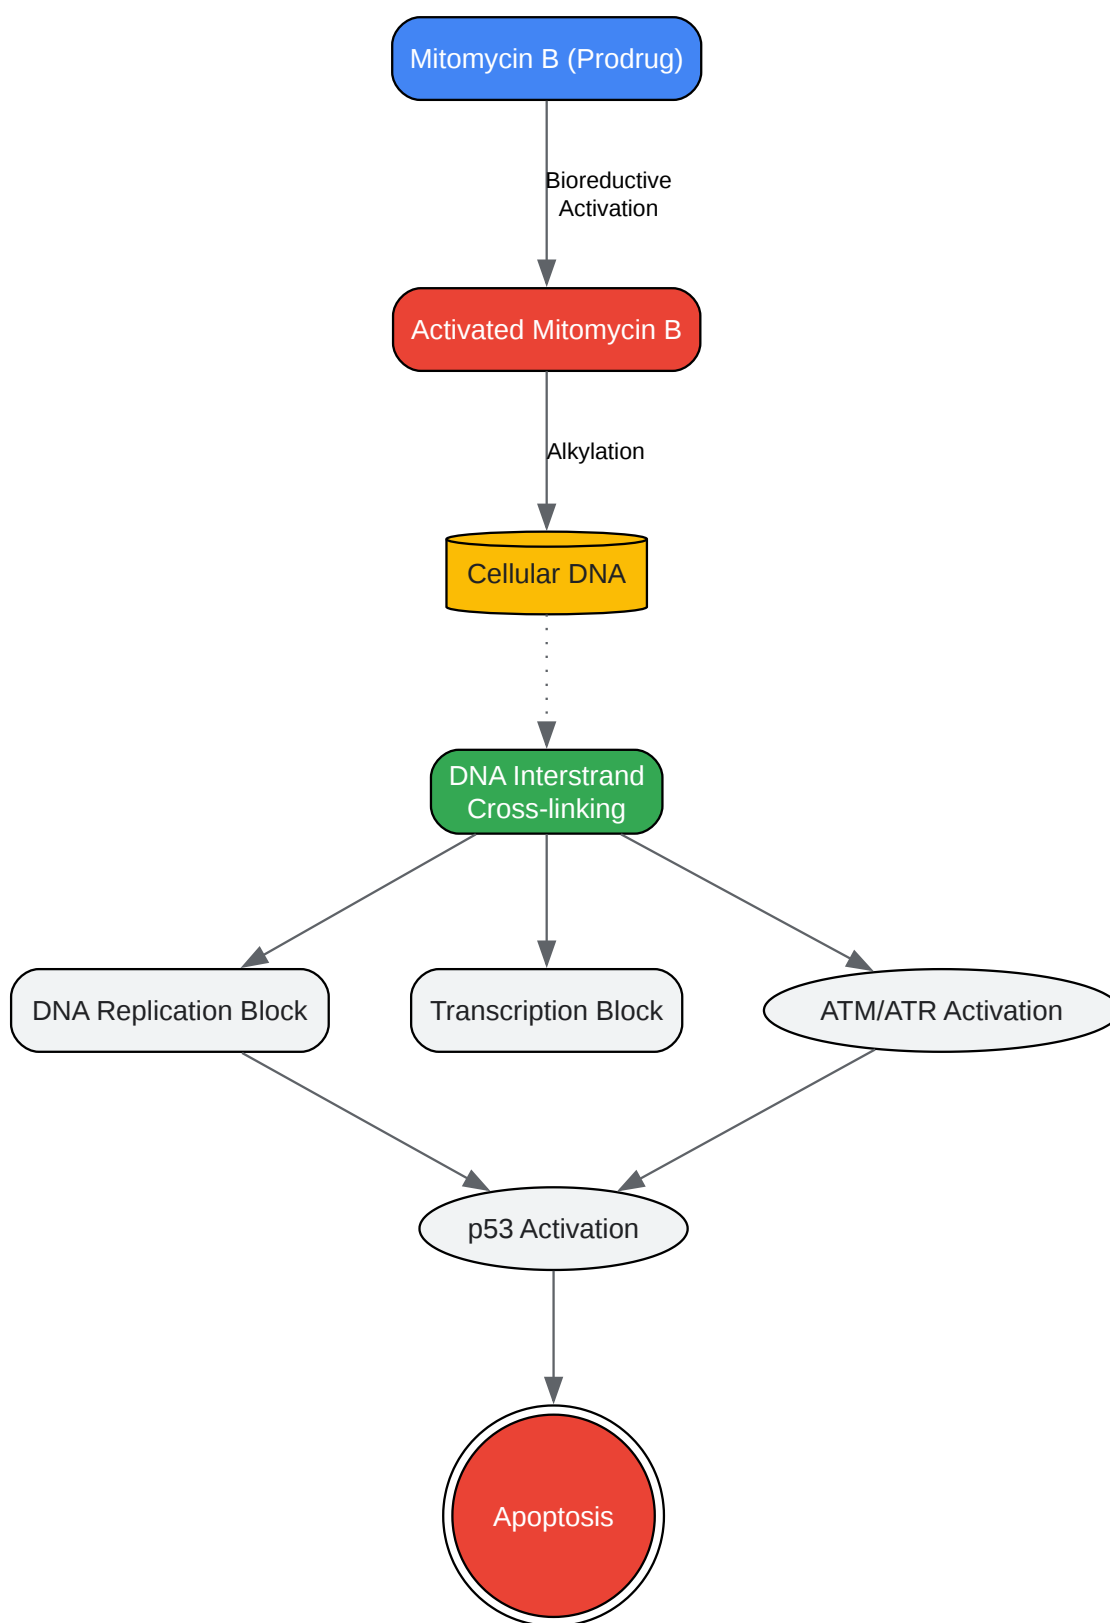 Mitomycin B (Prodrug)
Bioreductive
Activation
Activated Mitomycin B
Alkylation
Cellular DNA
DNA Interstrand
Cross-linking
DNA Replication Block
Transcription Block
ATM/ATR Activation
p53 Activation
Apoptosis